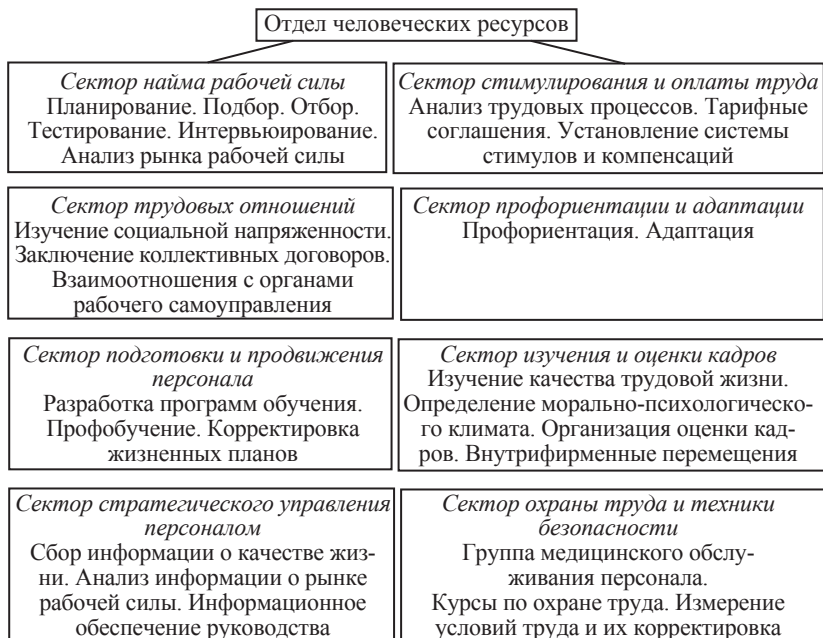 Отдел человеческих ресурсов
Сектор найма рабочей силы
Планирование. Подбор. Отбор.
Тестирование. Интервьюирование.
Анализ рынка рабочей силы
Сектор стимулирования и оплаты труда
Анализ трудовых процессов. Тарифные
соглашения. Установление системы
стимулов и компенсаций
Сектор трудовых отношений
Изучение социальной напряженности.
Заключение коллективных договоров.
Взаимоотношения с органами
рабочего самоуправления
Сектор профориентации и адаптации
Профориентация. Адаптация
Сектор подготовки и продвижения
персонала
Разработка программ обучения.
Профобучение. Корректировка
жизненных планов
Сектор изучения и оценки кадров
Изучение качества трудовой жизни.
Определение морально-психологическо-
го климата. Организация оценки кад-
ров. Внутрифирменные перемещения
Сектор стратегического управления
персоналом
Сбор информации о качестве жиз-
ни. Анализ информации о рынке
рабочей силы. Информационное
обеспечение руководства
Сектор охраны труда и техники
безопасности
Группа медицинского обслу-
живания персонала.
Курсы по охране труда. Измерение
условий труда и их корректировка